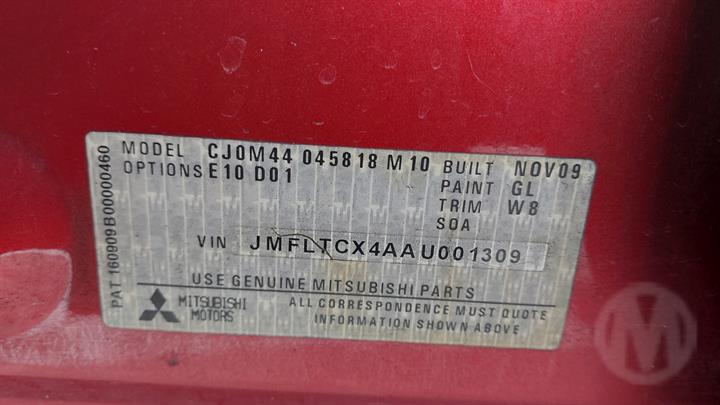 MODEL CJ0M44 045818 M10
OPTIONS E10 D01
BUILT NOV09
PAINT GL
TRIM W8
SOA
VIN JMFLTCX4AAU001309
USE GENUINE MITSUBISHI PARTS
MITSUBISHI MOTORS
ALL CORRESPONDENCE MUST QUOTE
INFORMATION SHOWN ABOVE
PAT 160909B00000460
M